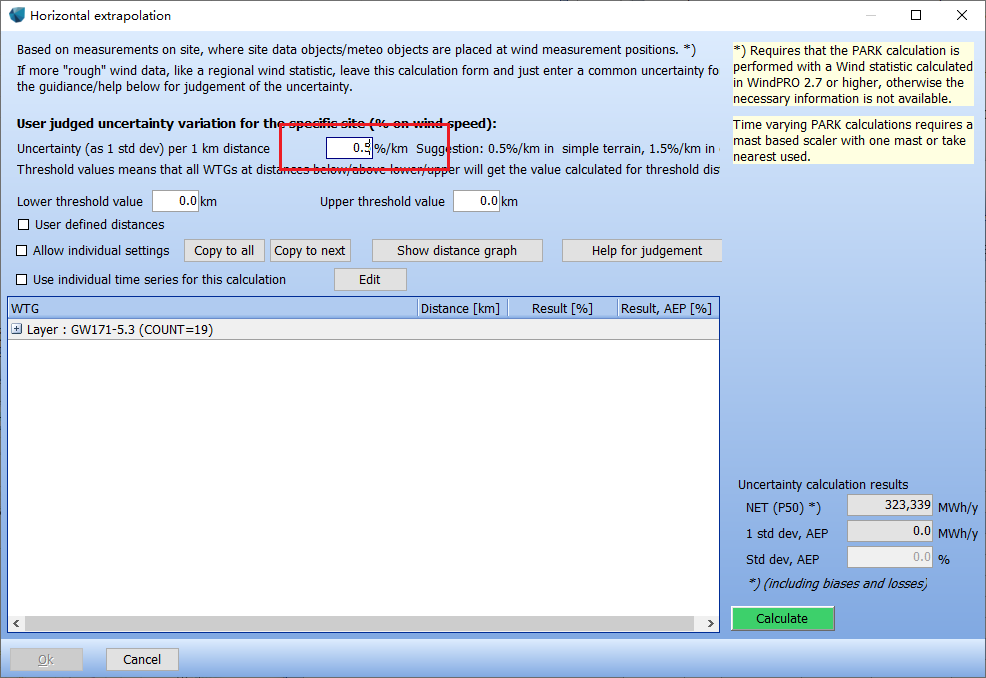 Horizontal extrapolation
Based on measurements on site, where site data objects/meteo objects are placed at wind measurement positions. *)
If more "rough" wind data, like a regional wind statistic, leave this calculation form and just enter a common uncertainty fo
the guidiance/help below for judgement of the uncertainty.
*) Requires that the PARK calculation is
performed with a Wind statistic calculated
in WindPRO 2.7 or higher, otherwise the
necessary information is not available.
Time varying PARK calculations requires a
mast based scaler with one mast or take
nearest used.
User judged uncertainty variation for the specific site (% on wind speed):
Uncertainty (as 1 std dev) per 1 km distance 0.5 %/km Suggestion: 0.5%/km in simple terrain, 1.5%/km in
Threshold values means that all WTGs at distances below/above lower/upper will get the value calculated for threshold dis
Lower threshold value 0.0 km Upper threshold value 0.0 km
User defined distances
Allow individual settings Copy to all Copy to next Show distance graph Help for judgement
Use individual time series for this calculation Edit
WTG Distance [km] Result [%] Result, AEP [%]
Layer : GW171-5.3 (COUNT=19)
Uncertainty calculation results
NET (P50) *) 323,339 MWh/y
1 std dev, AEP 0.0 MWh/y
Std dev, AEP 0.0 %
*) (including biases and losses)
Calculate
Ok Cancel